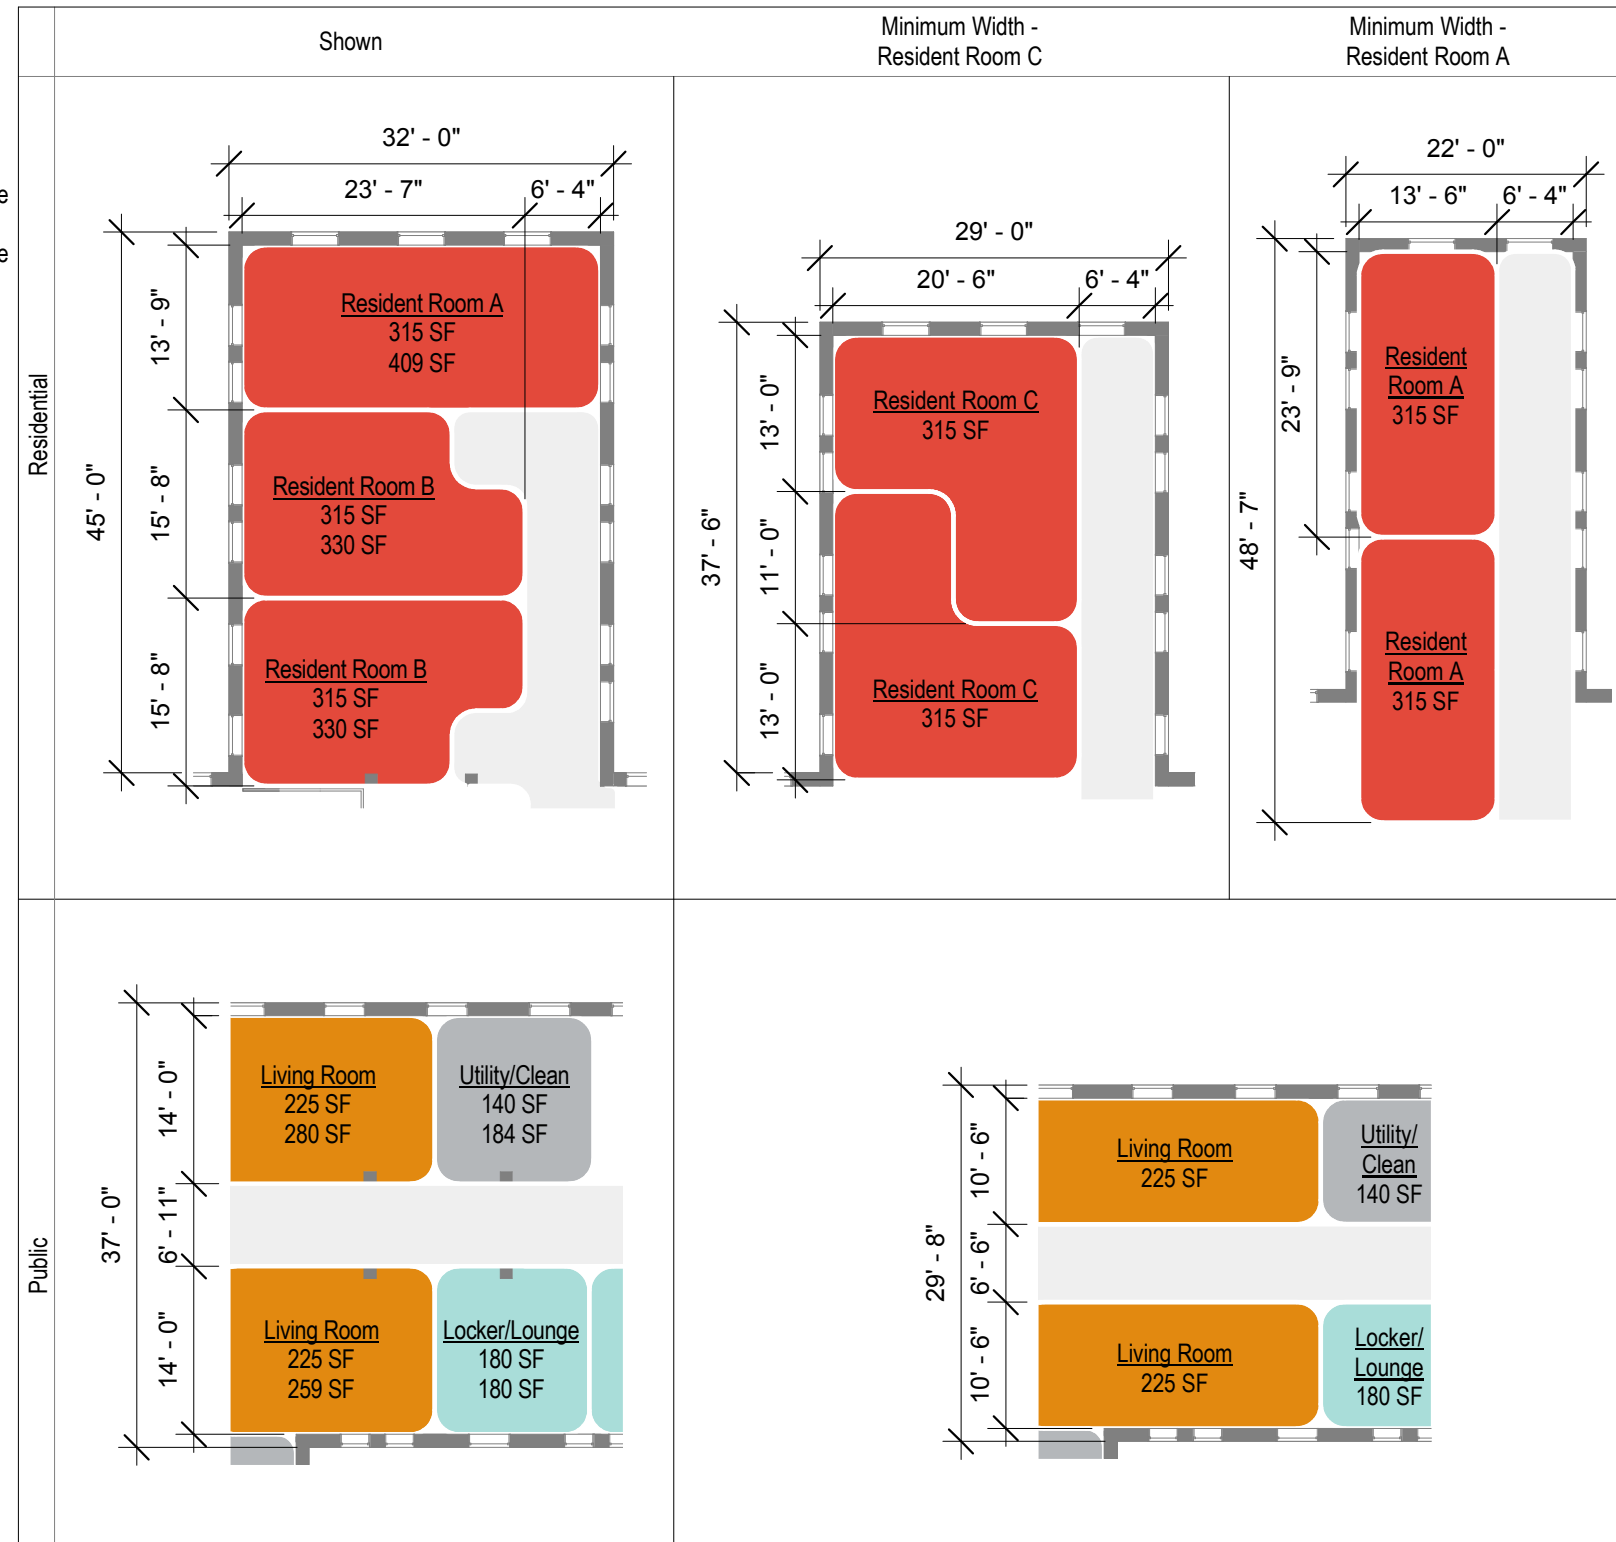 Shown
Minimum Width -
Resident Room C
Minimum Width -
Resident Room A
e
e
Residential
32' - 0"
23' - 7"
6' - 4"
45' - 0"
13' - 9"
15' - 8"
15' - 8"
Resident Room A
315 SF
409 SF
Resident Room B
315 SF
330 SF
Resident Room B
315 SF
330 SF
29' - 0"
20' - 6"
6' - 4"
37' - 6"
13' - 0"
11' - 0"
13' - 0"
Resident Room C
315 SF
Resident Room C
315 SF
22' - 0"
13' - 6"
6' - 4"
23' - 9"
48' - 7"
Resident
Room A
315 SF
Resident
Room A
315 SF
Public
37' - 0"
14' - 0"
6' - 11"
14' - 0"
Living Room
225 SF
280 SF
Utility/Clean
140 SF
184 SF
Living Room
225 SF
259 SF
Locker/Lounge
180 SF
180 SF
29' - 8"
10' - 6"
6' - 6"
10' - 6"
Living Room
225 SF
Utility/
Clean
140 SF
Living Room
225 SF
Locker/
Lounge
180 SF